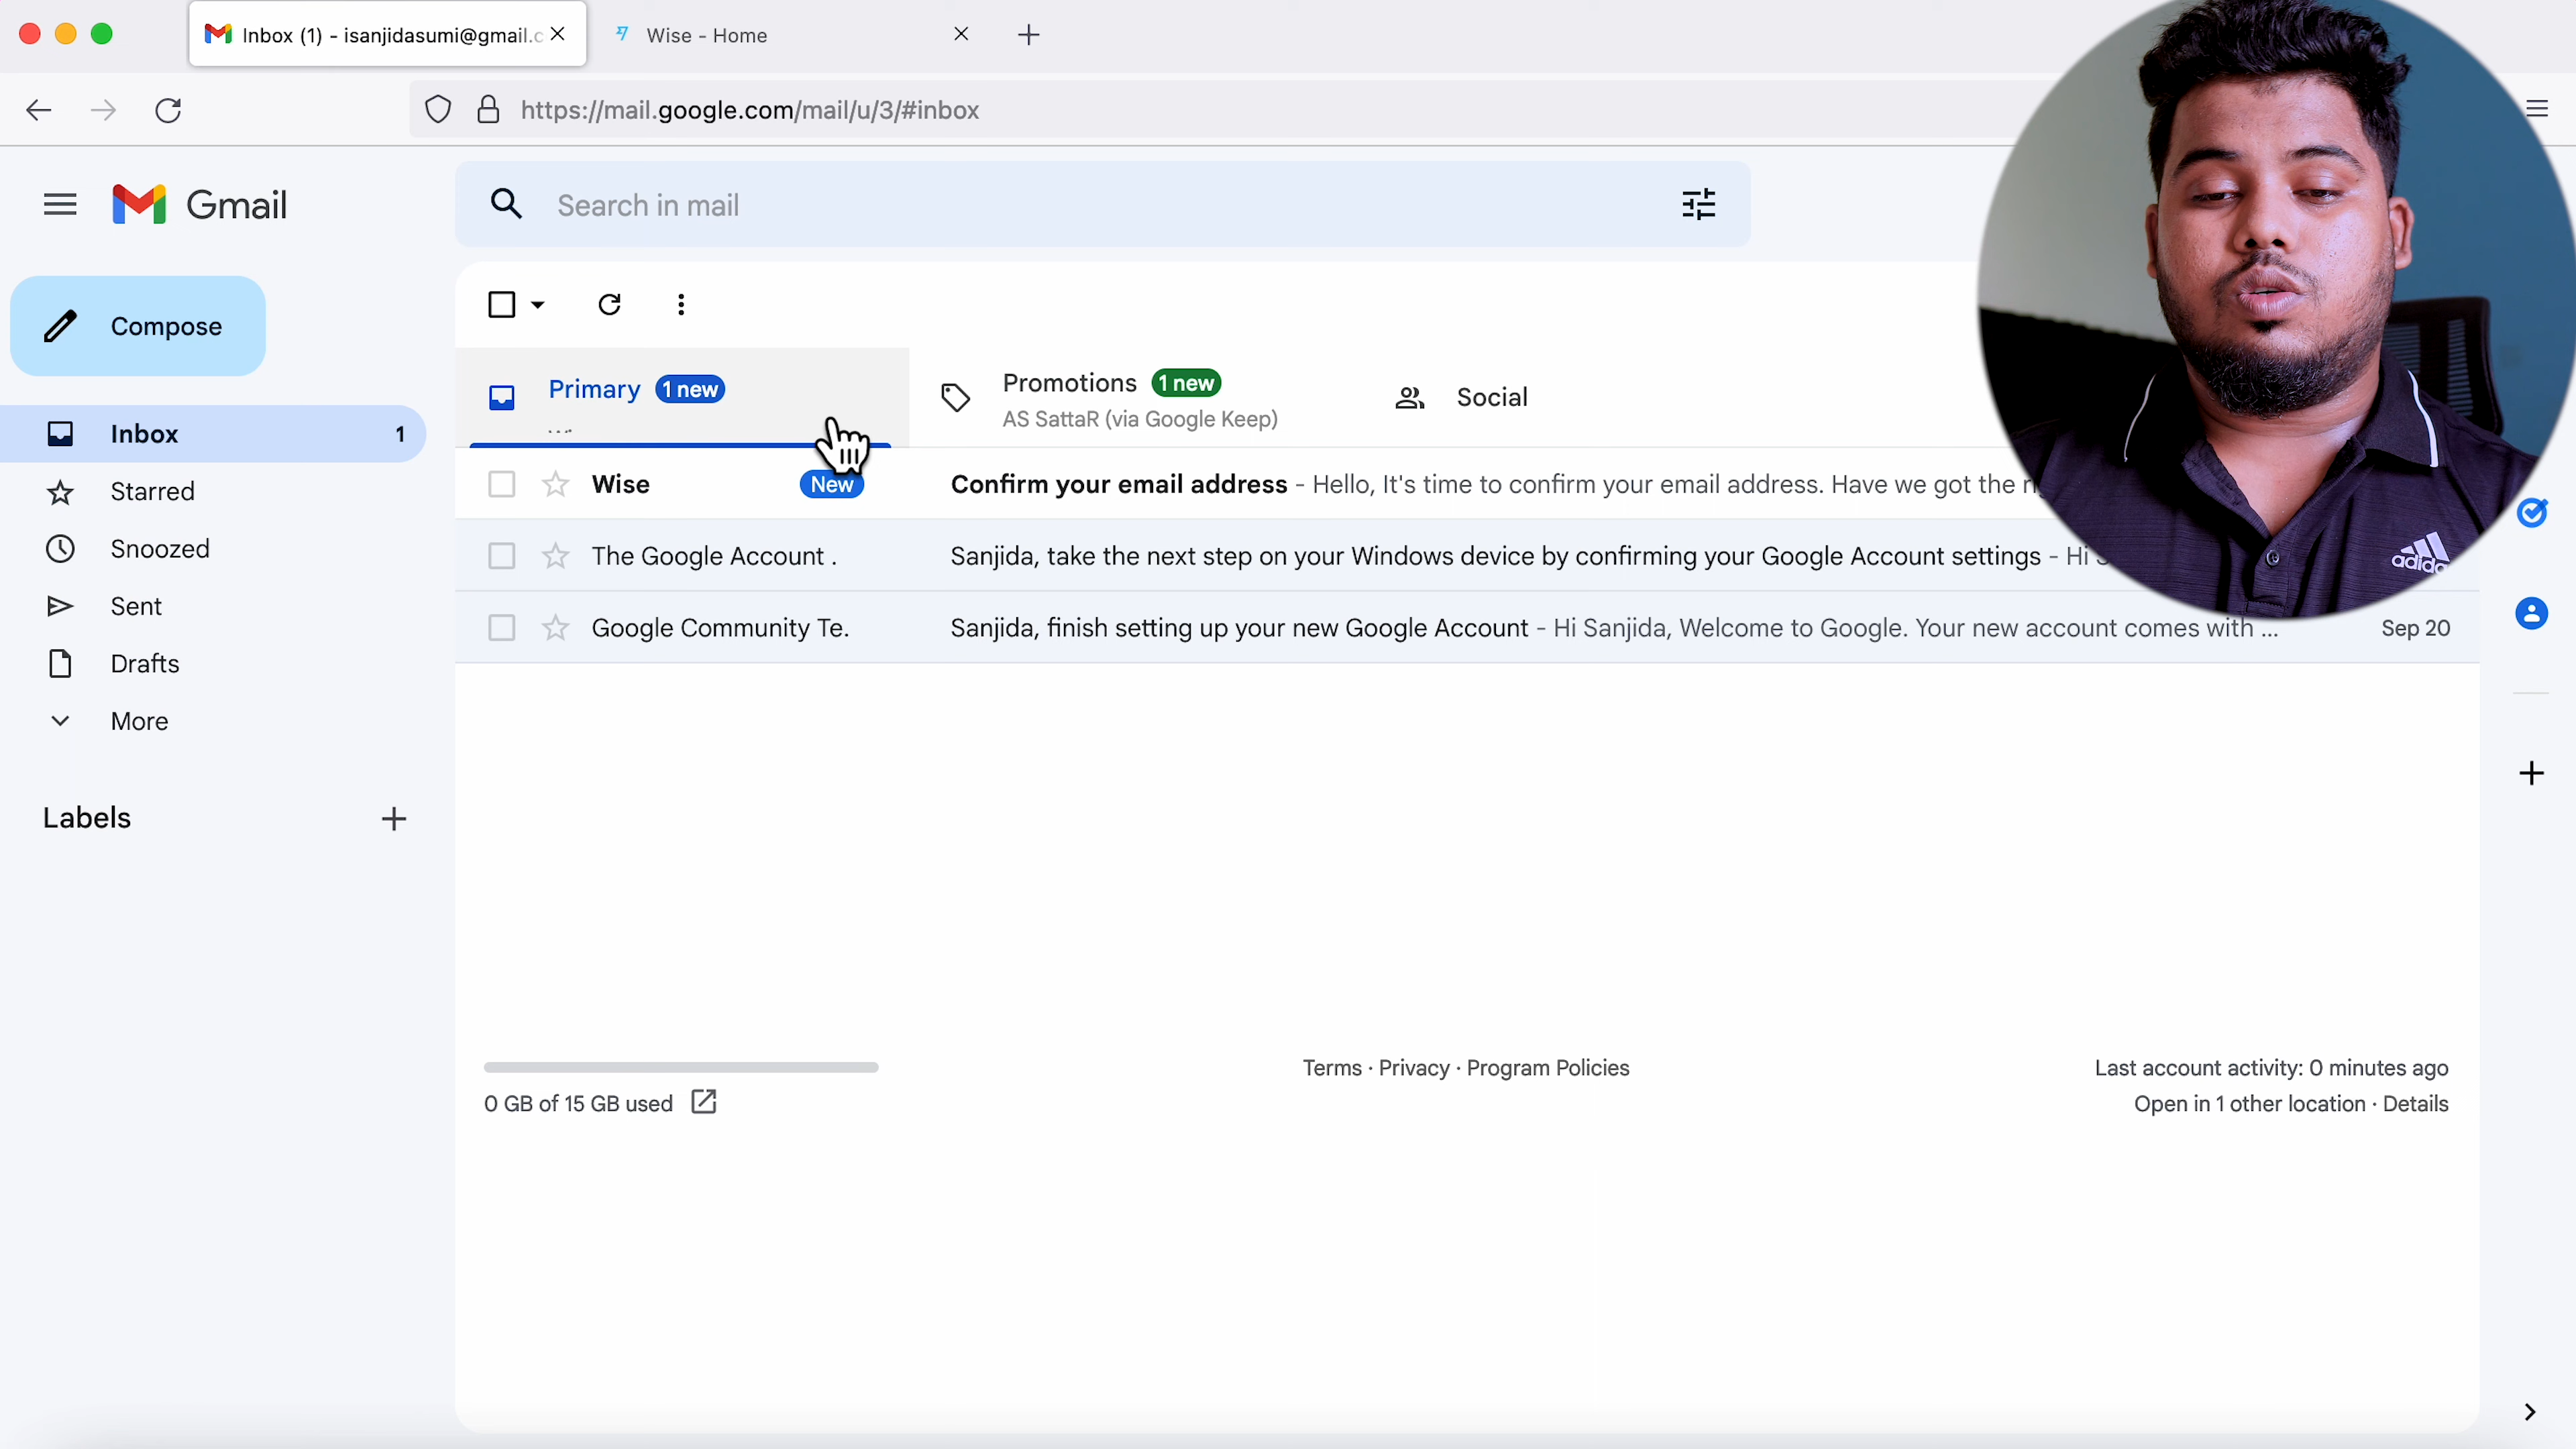 Inbox (1) - isanjidasumi@gmail.c
Wise - Home
https://mail.google.com/mail/u/3/#inbox
Gmail
Search in mail
Compose
Primary 1 new
Promotions 1 new
AS SattaR (via Google Keep)
Social
Inbox 1
Starred
Snoozed
Sent
Drafts
More
Labels
Wise New Confirm your email address - Hello, It's time to confirm your email address. Have we got the
The Google Account . Sanjida, take the next step on your Windows device by confirming your Google Account settings - Hi
Google Community Te. Sanjida, finish setting up your new Google Account - Hi Sanjida, Welcome to Google. Your new account comes with ... Sep 20
adidas
0 GB of 15 GB used
Terms · Privacy · Program Policies
Last account activity: 0 minutes ago
Open in 1 other location · Details